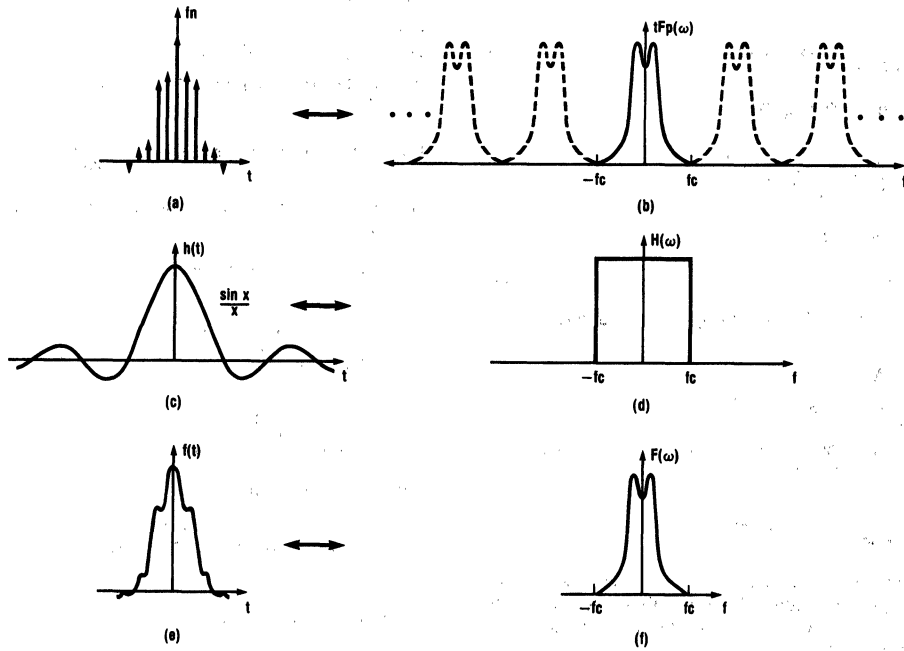 fn
t
(a)
tFp(ω)
. . . .
. . . .
−fc
fc
f
(b)
h(t)
sin x
x
t
(c)
H(ω)
−fc
fc
f
(d)
f(t)
t
(e)
F(ω)
−fc
fc
f
(f)